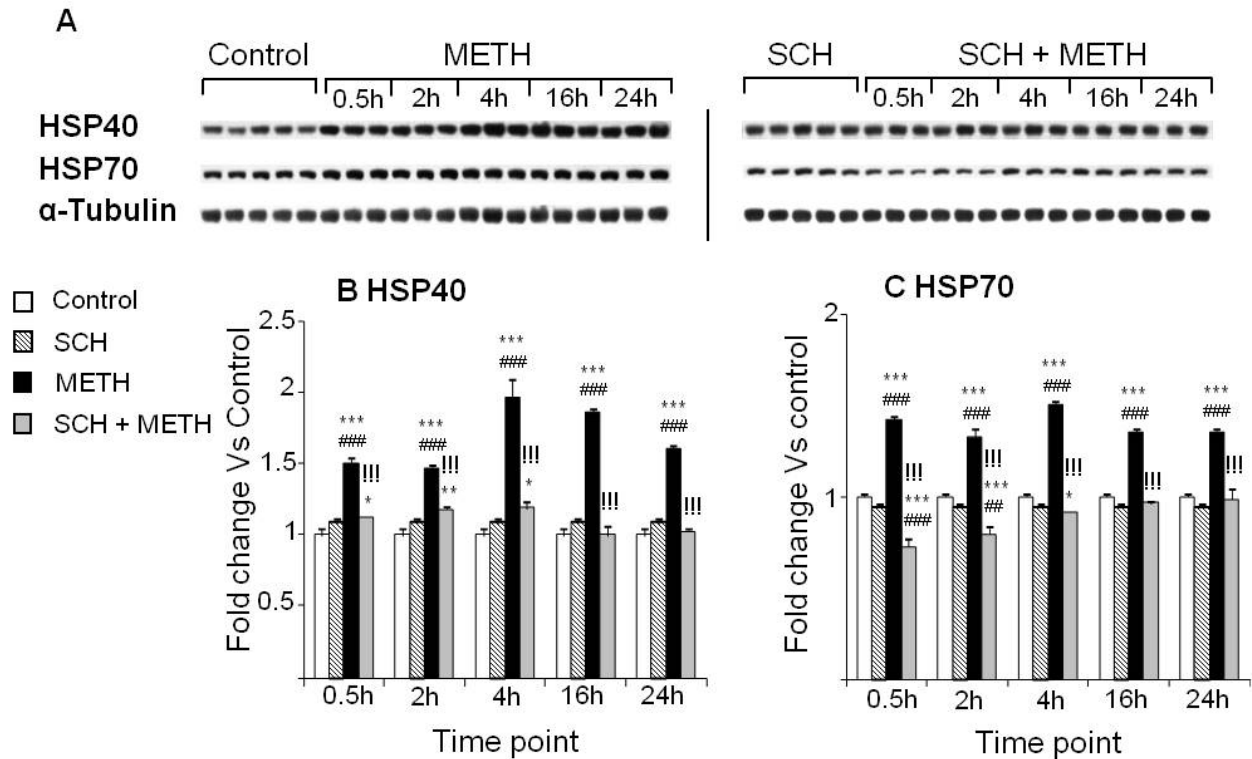 A
Control METH SCH SCH + METH
0.5h 2h 4h 16h 24h 0.5h 2h 4h 16h 24h
HSP40
HSP70
α-Tubulin
Control
SCH
METH
SCH + METH
B HSP40
Fold change Vs Control
2.5
2
1.5
1
0.5
***
###
!!!
*
***
###
!!!
**
***
###
!!!
*
***
###
!!!
***
###
!!!
0.5h 2h 4h 16h 24h
Time point
C HSP70
Fold change Vs control
2
1
***
###
!!!
***
###
***
###
!!!
***
##
***
###
!!!
*
***
###
!!!
***
###
!!!
0.5h 2h 4h 16h 24h
Time point